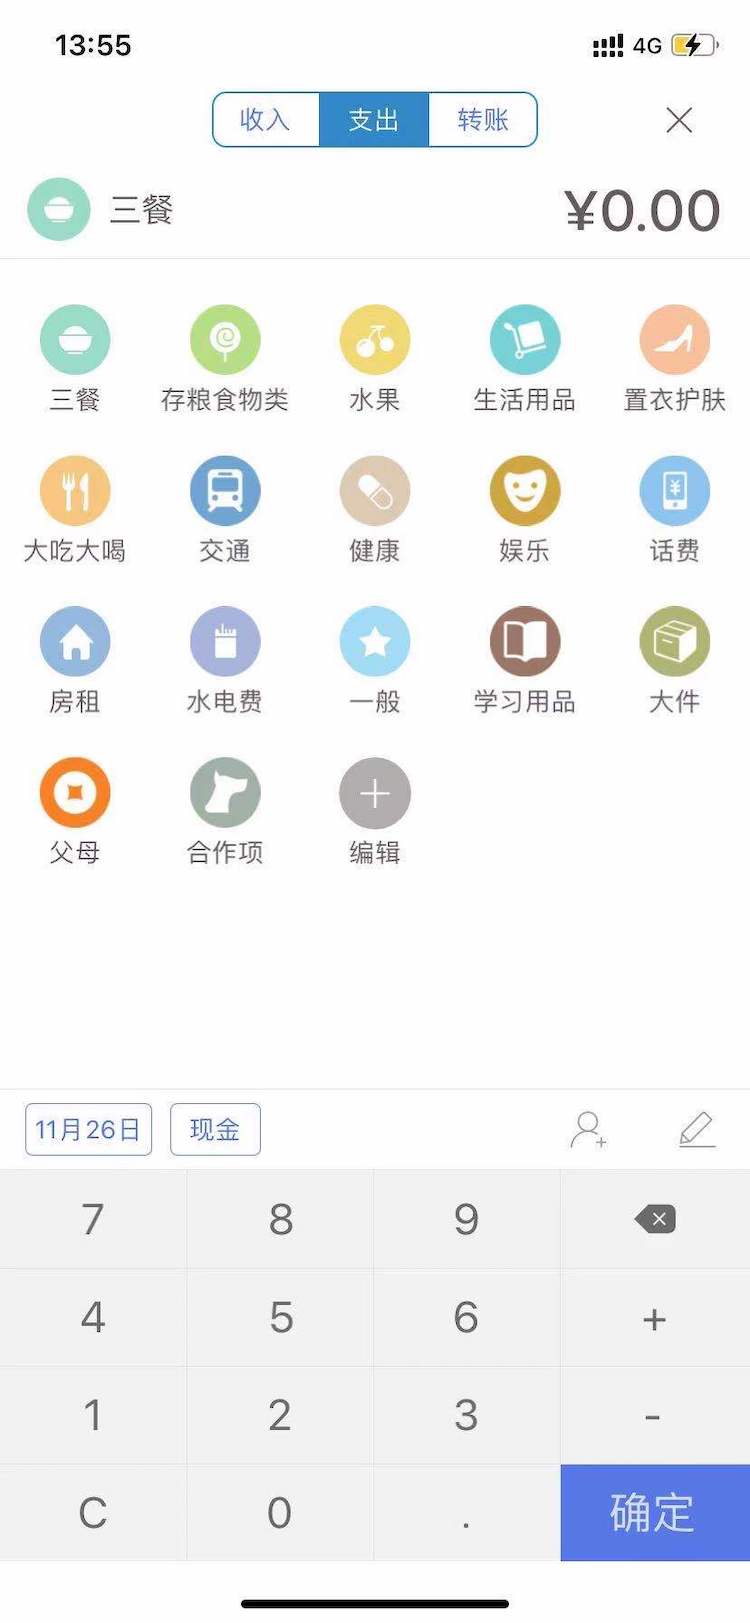 13:55 4G
收入 支出 转账
三餐 ¥0.00
三餐 存粮食物类 水果 生活用品 置衣护肤
大吃大喝 交通 健康 娱乐 话费
房租 水电费 一般 学习用品 大件
父母 合作项 编辑
11月26日 现金
7 8 9
4 5 6 +
1 2 3 -
C 0 . 确定